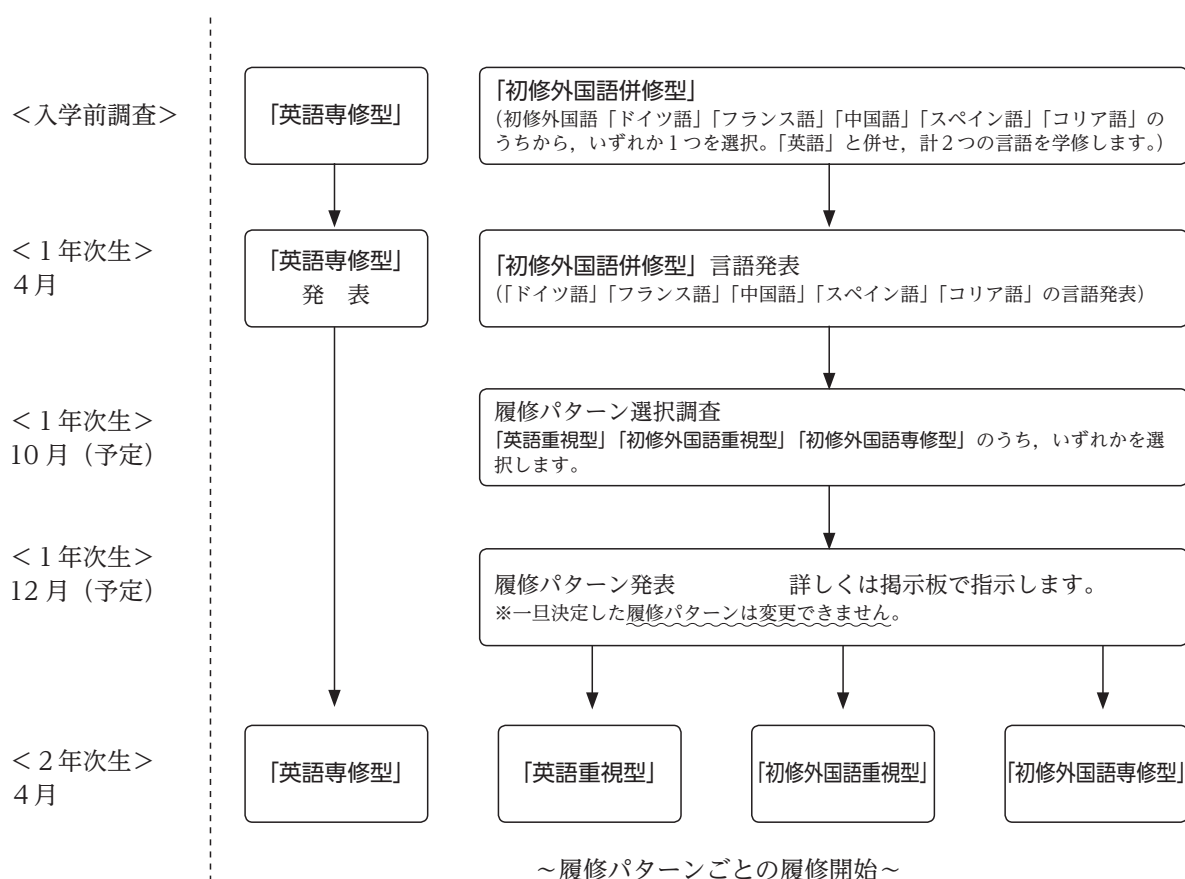 ＜入学前調査＞
「英語専修型」
「初修外国語併修型」
(初修外国語「ドイツ語」「フランス語」「中国語」「スペイン語」「コリア語」の
うちから，いずれか１つを選択。「英語」と併せ，計２つの言語を学修します。)
＜１年次生＞
４月
「英語専修型」
発　表
「初修外国語併修型」言語発表
(「ドイツ語」「フランス語」「中国語」「スペイン語」「コリア語」の言語発表)
＜１年次生＞
10月（予定）
履修パターン選択調査
「英語重視型」「初修外国語重視型」「初修外国語専修型」のうち，いずれかを選
択します。
＜１年次生＞
12月（予定）
履修パターン発表　　　　詳しくは掲示板で指示します。
※一旦決定した履修パターンは変更できません。
＜２年次生＞
４月
「英語専修型」
「英語重視型」
「初修外国語重視型」
「初修外国語専修型」
～履修パターンごとの履修開始～